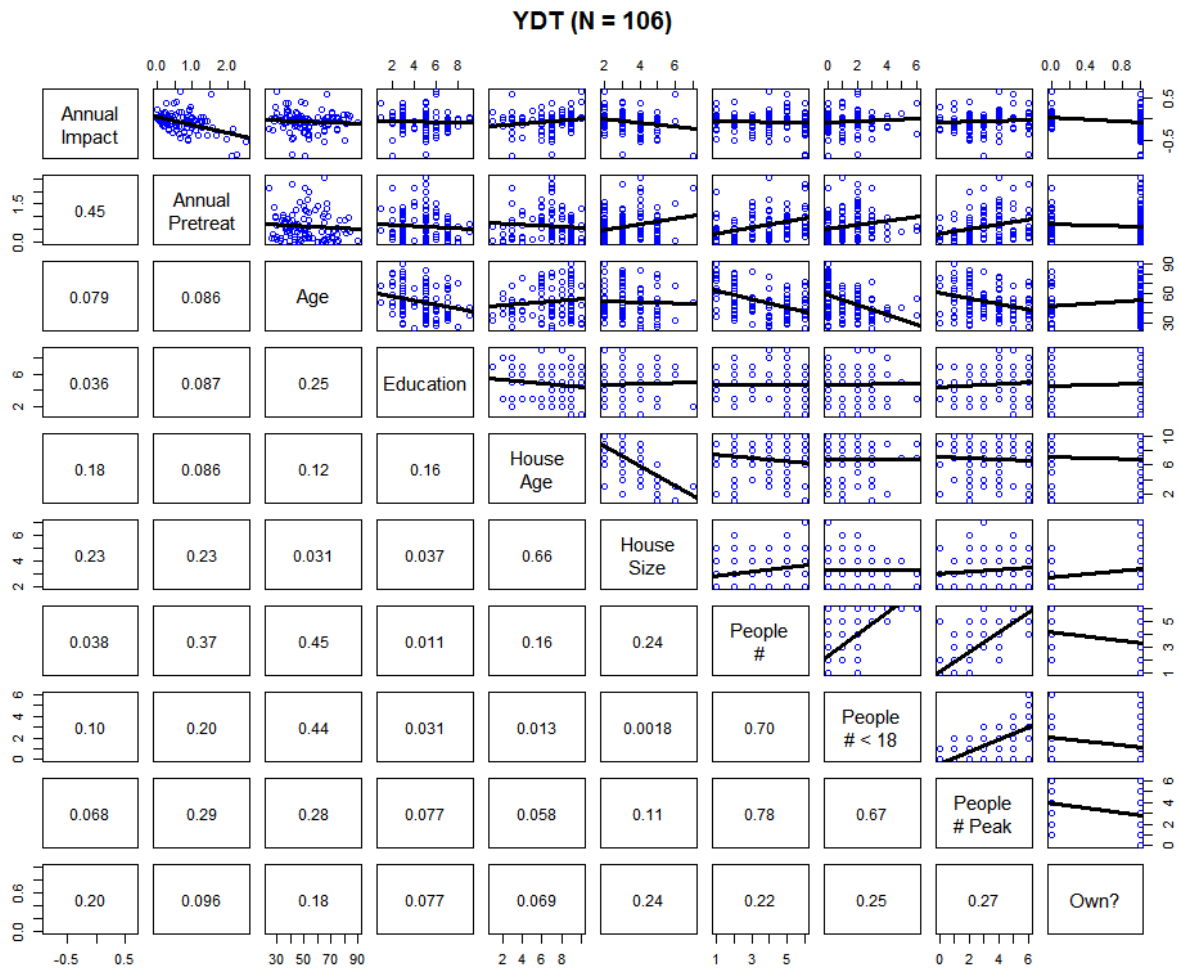 YDT (N = 106)
0.0 1.0 2.0 2 4 6 8 2 4 6 0 2 4 6 0.0 0.4 0.8
Annual
Impact
-0.5 0.5
0.0 1.5
0.45
Annual
Pretreat
0.079 0.086
Age
30 60 90
2 6
0.036 0.087 0.25
Education
0.18 0.086 0.12 0.16
House
Age
2 6 10
2 4 6
0.23 0.23 0.031 0.037 0.66
House
Size
0.038 0.37 0.45 0.011 0.16 0.24
People
#
1 3 5
0 2 4 6
0.10 0.20 0.44 0.031 0.013 0.0018 0.70
People
# < 18
0.068 0.29 0.28 0.077 0.058 0.11 0.78 0.67
People
# Peak
0 2 4 6
0.0 0.6
0.20 0.096 0.18 0.077 0.069 0.24 0.22 0.25 0.27
Own?
-0.5 0.5 30 50 70 90 2 4 6 8 1 3 5 0 2 4 6